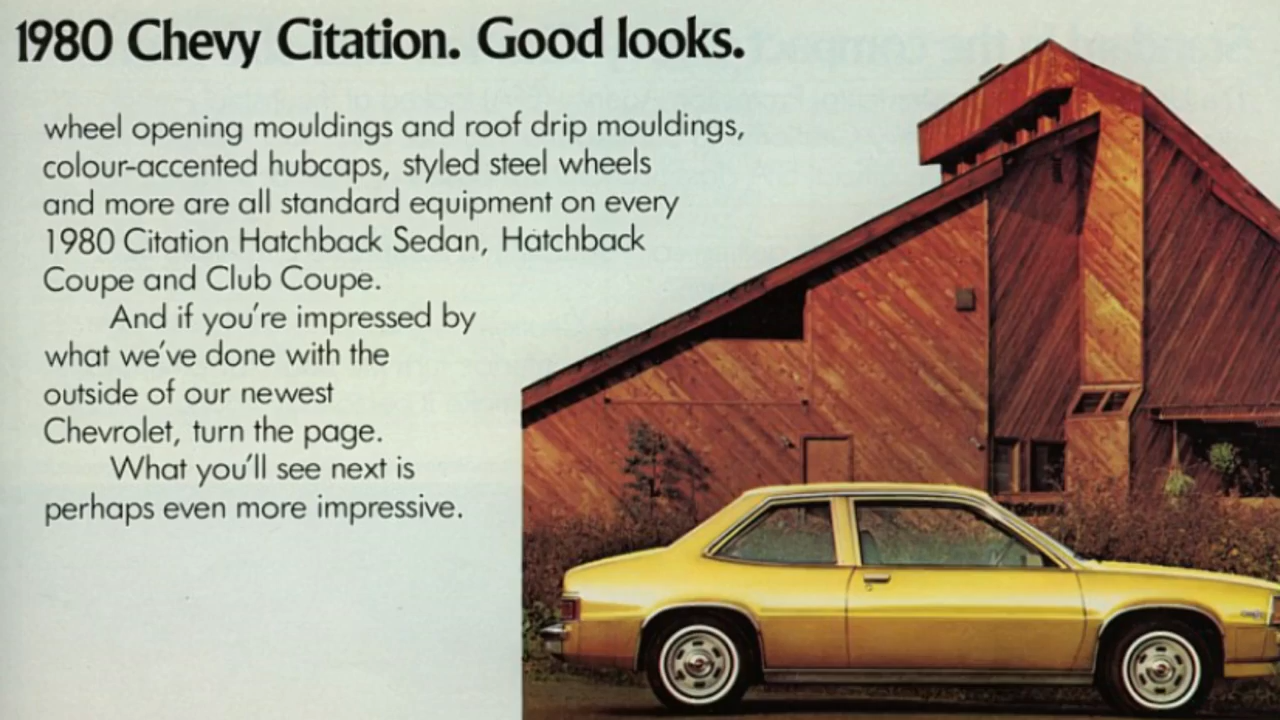 1980 Chevy Citation. Good looks.
wheel opening mouldings and roof drip mouldings,
colour-accented hubcaps, styled steel wheels
and more are all standard equipment on every
1980 Citation Hatchback Sedan, Hatchback
Coupe and Club Coupe.
And if you're impressed by
what we've done with the
outside of our newest
Chevrolet, turn the page.
What you'll see next is
perhaps even more impressive.